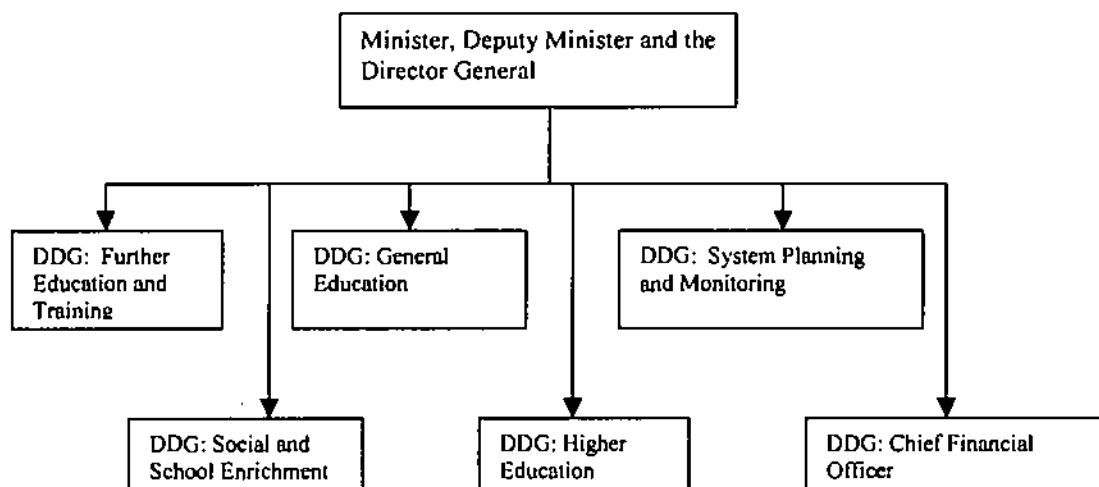 Minister, Deputy Minister and the
Director General
DDG: Further
Education and
Training
DDG: General
Education
DDG: System Planning
and Monitoring
DDG: Social and
School Enrichment
DDG: Higher
Education
DDG: Chief Financial
Officer